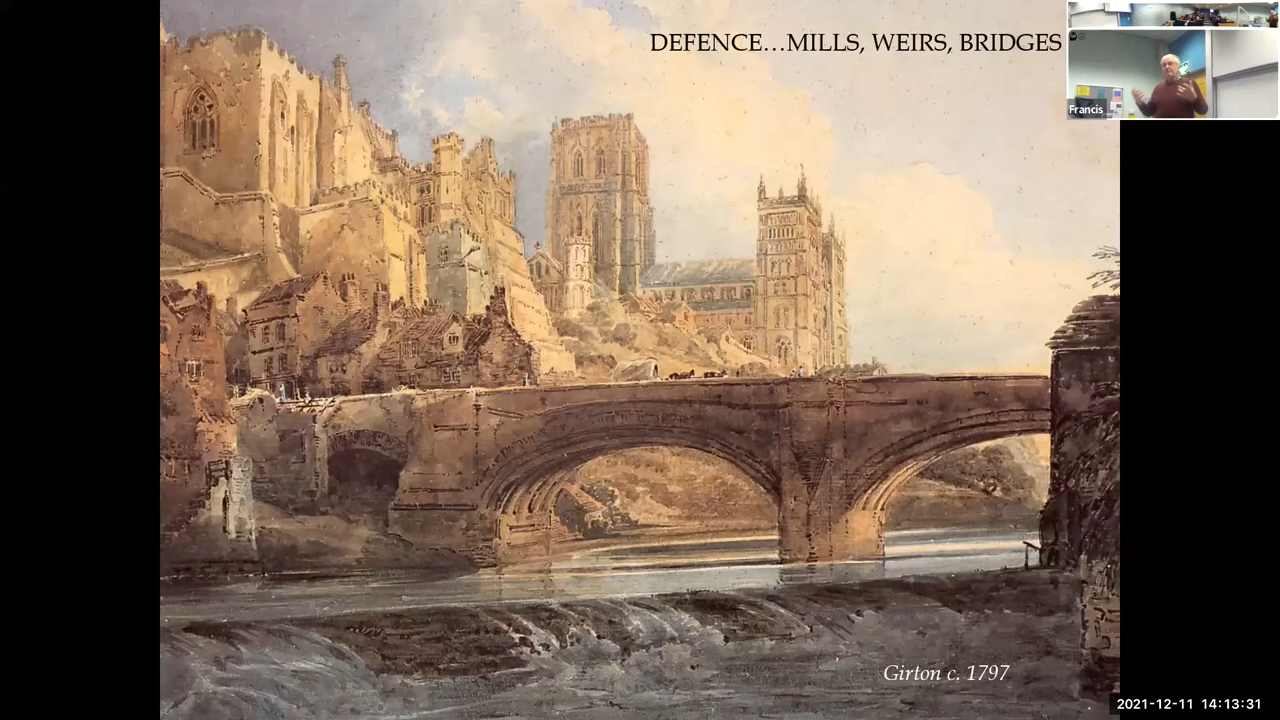 DEFENCE…MILLS, WEIRS, BRIDGES
Francis
Girton c. 1797
2021-12-11 14:13:31